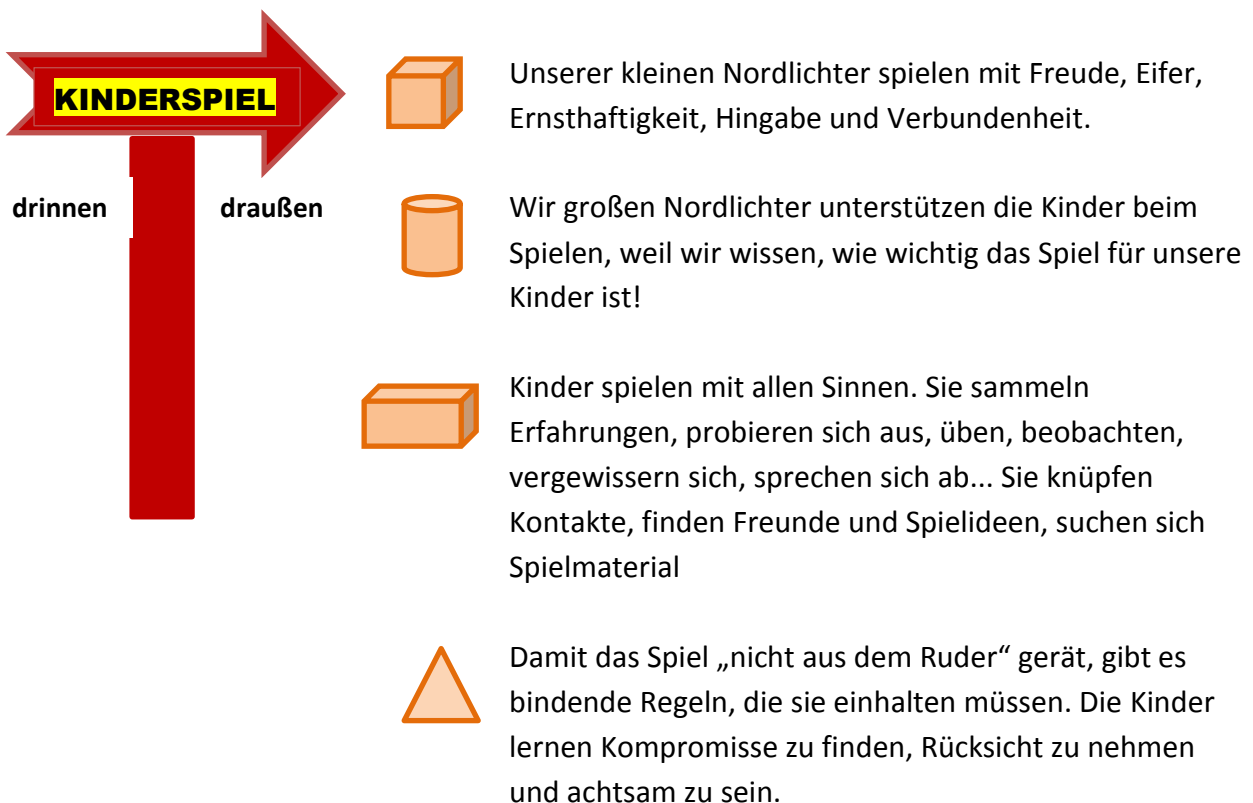 KINDERSPIEL
drinnen draußen
Unserer kleinen Nordlichter spielen mit Freude, Eifer,
Ernsthaftigkeit, Hingabe und Verbundenheit.
Wir großen Nordlichter unterstützen die Kinder beim
Spielen, weil wir wissen, wie wichtig das Spiel für unsere
Kinder ist!
Kinder spielen mit allen Sinnen. Sie sammeln
Erfahrungen, probieren sich aus, üben, beobachten,
vergewissern sich, sprechen sich ab... Sie knüpfen
Kontakte, finden Freunde und Spielideen, suchen sich
Spielmaterial
Damit das Spiel „nicht aus dem Ruder“ gerät, gibt es
bindende Regeln, die sie einhalten müssen. Die Kinder
lernen Kompromisse zu finden, Rücksicht zu nehmen
und achtsam zu sein.